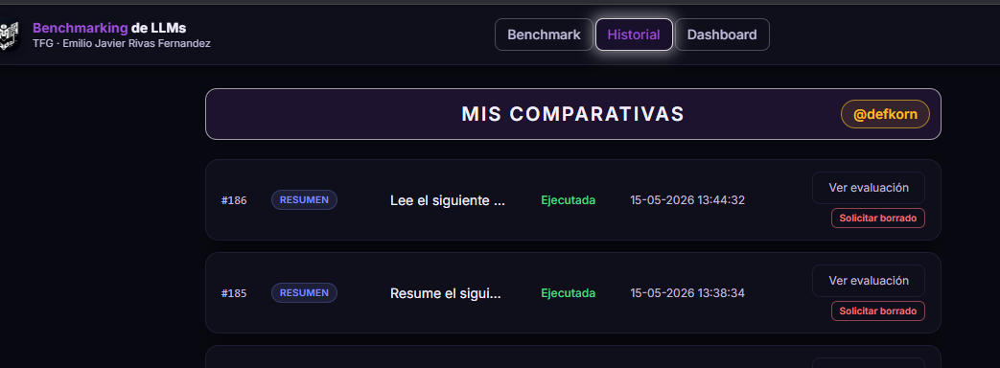 Benchmarking de LLMs
TFG · Emilio Javier Rivas Fernandez
Benchmark
Historial
Dashboard
MIS COMPARATIVAS
@defkorn
#186
RESUMEN
Lee el siguiente ...
Ejecutada
15-05-2026 13:44:32
Ver evaluación
Solicitar borrado
#185
RESUMEN
Resume el sigui...
Ejecutada
15-05-2026 13:38:34
Ver evaluación
Solicitar borrado